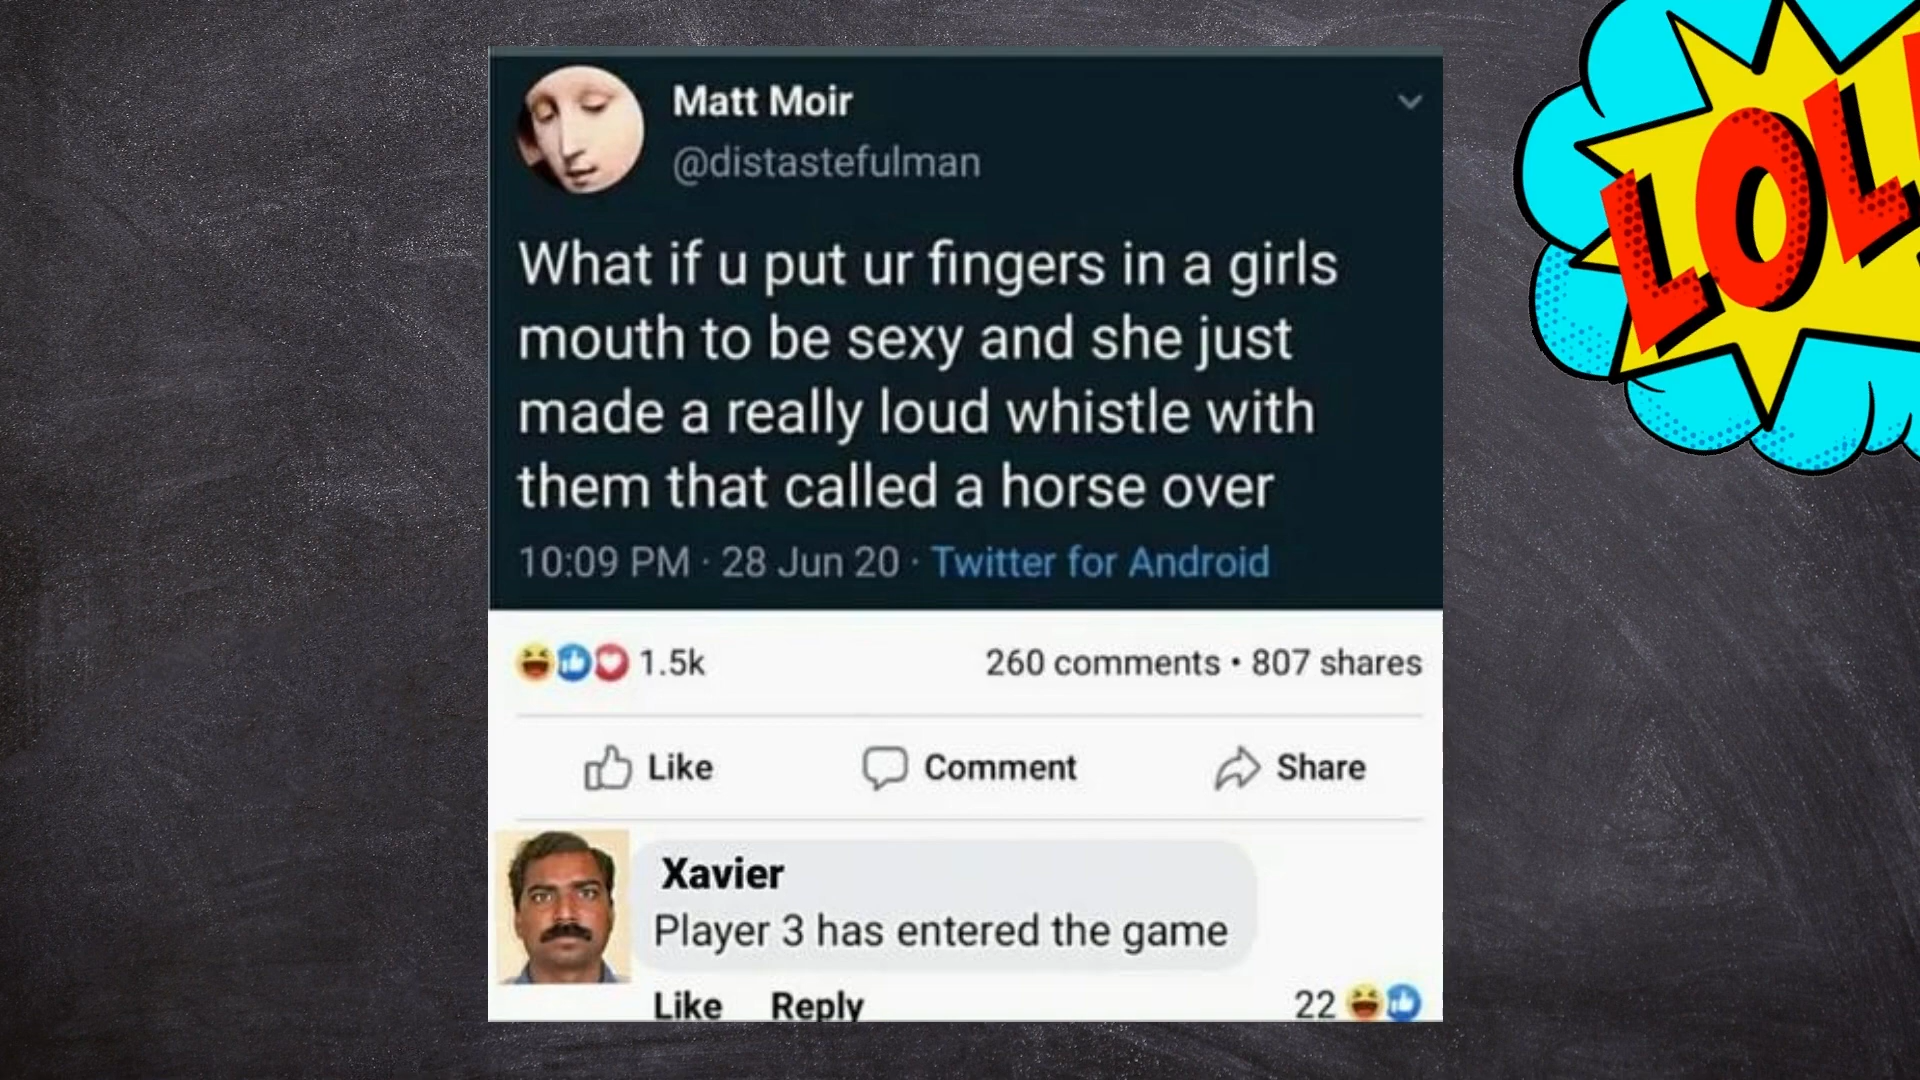 Matt Moir
@distastefulman
What if u put ur fingers in a girls
mouth to be sexy and she just
made a really loud whistle with
them that called a horse over
10:09 PM · 28 Jun 20 · Twitter for Android
1.5k 260 comments • 807 shares
Like Comment Share
Xavier
Player 3 has entered the game
Like Reply 22
LOL